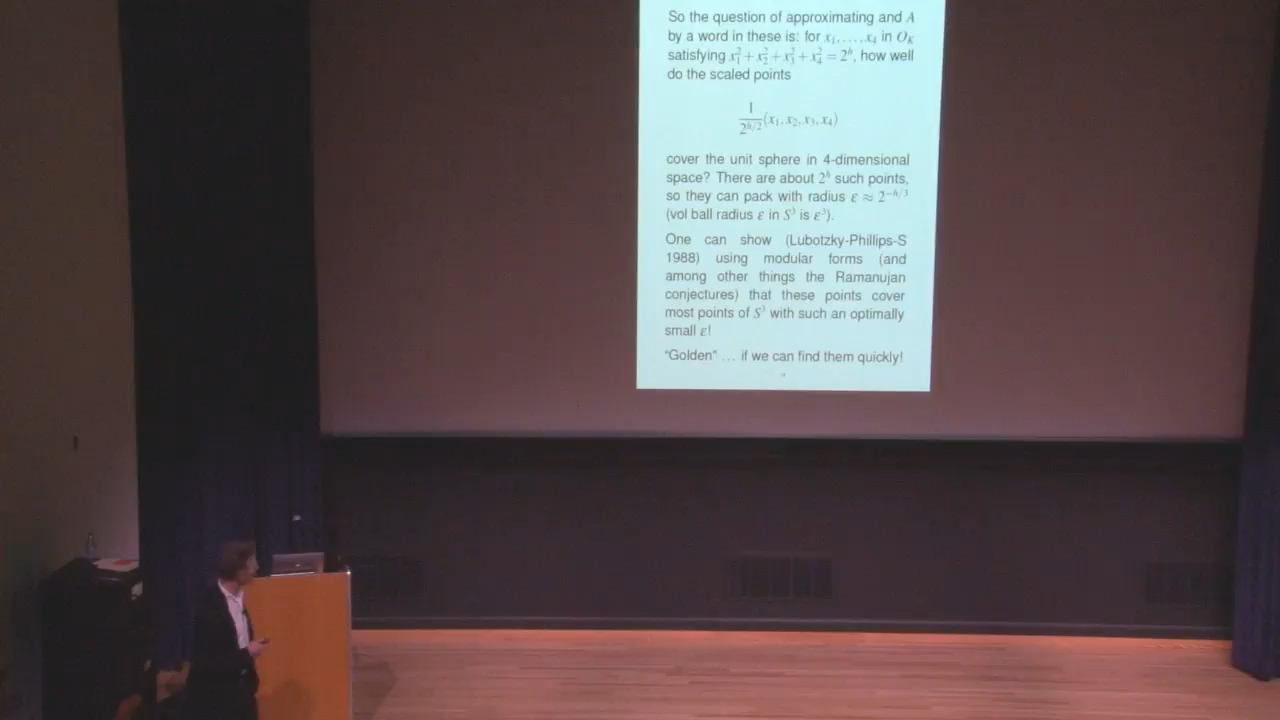 So the question of approximating and A
by a word in these is: for x₁,...,x₄ in O_K
satisfying x₁² + x₂² + x₃² + x₄² = 2ʰ, how well
do the scaled points
1/2^{h/2} (x₁, x₂, x₃, x₄)
cover the unit sphere in 4-dimensional
space? There are about 2ʰ such points,
so they can pack with radius ε ≈ 2^{-h/3}
(vol ball radius ε in S³ is ε³).
One can show (Lubotzky-Phillips-S
1988) using modular forms (and
among other things the Ramanujan
conjectures) that these points cover
most points of S³ with such an optimally
small ε!
“Golden” ... if we can find them quickly!